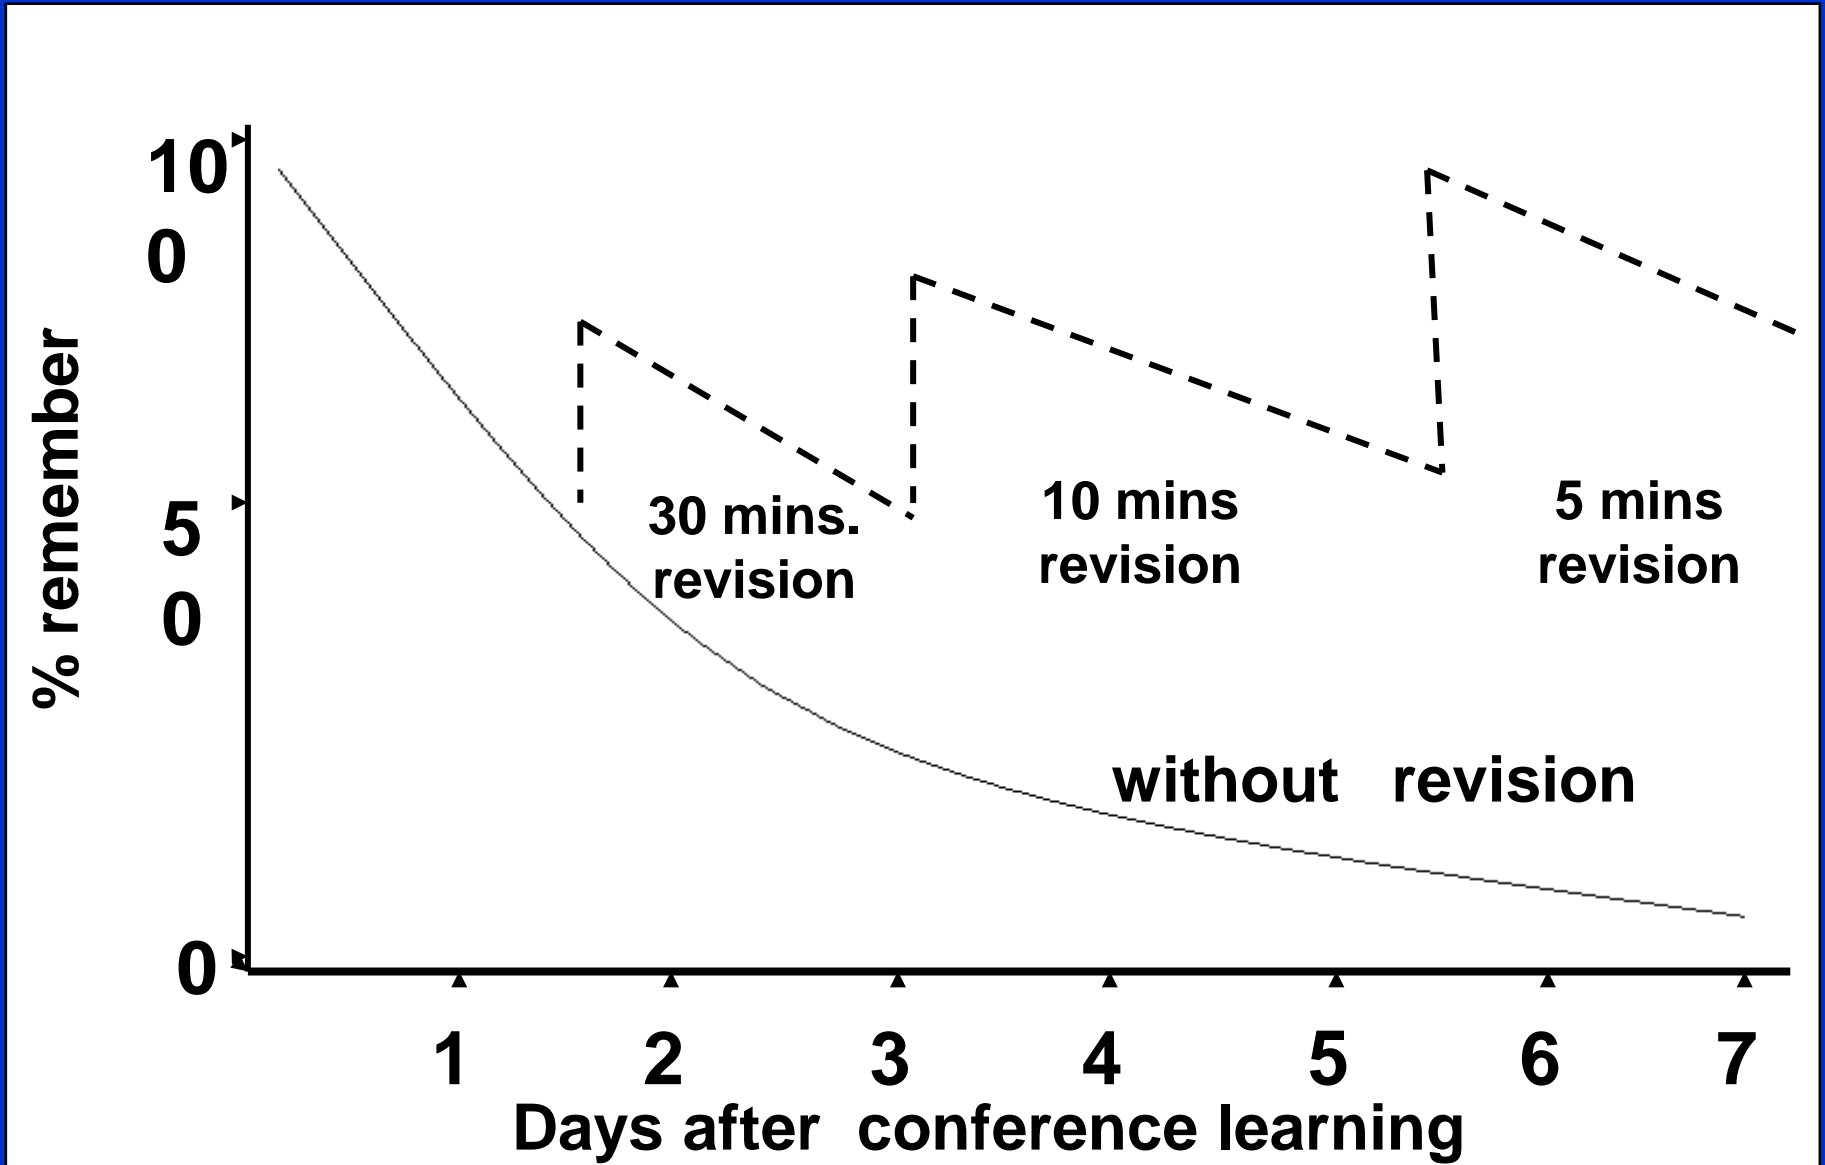 10
0
% remember
5
0
30 mins.
revision
10 mins
revision
5 mins
revision
without revision
0
1 2 3 4 5 6 7
Days after conference learning